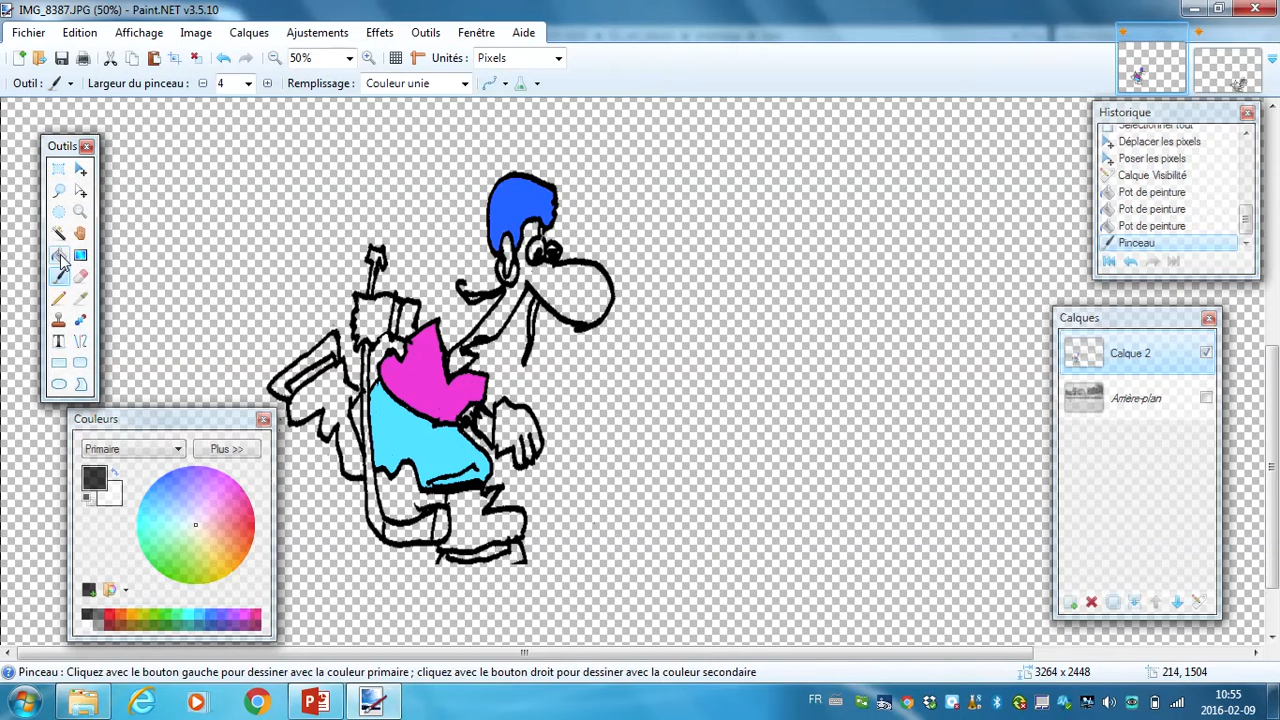 IMG_8387.JPG (50%) - Paint.NET v3.5.10
Fichier Edition Affichage Image Calques Ajustements Effets Outils Fenêtre Aide
50% Unités : Pixels
Outil : Largeur du pinceau : 4 Remplissage : Couleur unie
Outils
Historique
Sélectionner tout
Déplacer les pixels
Poser les pixels
Calque Visibilité
Pot de peinture
Pot de peinture
Pot de peinture
Pinceau
Calques
Calque 2
Arrière-plan
Couleurs
Primaire Plus >>
Pinceau : Cliquez avec le bouton gauche pour dessiner avec la couleur primaire ; cliquez avec le bouton droit pour dessiner avec la couleur secondaire
3264 x 2448 214, 1504
FR 10:55
2016-02-09